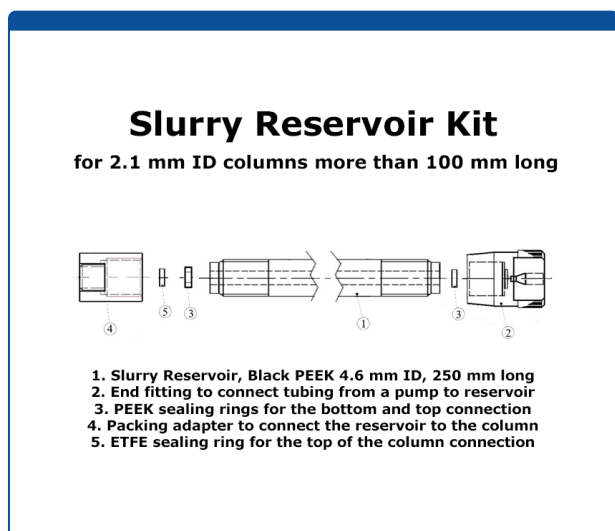 Slurry Reservoir Kit
for 2.1 mm ID columns more than 100 mm long
4
5
3
1
3
2
1. Slurry Reservoir, Black PEEK 4.6 mm ID, 250 mm long
2. End fitting to connect tubing from a pump to reservoir
3. PEEK sealing rings for the bottom and top connection
4. Packing adapter to connect the reservoir to the column
5. ETFE sealing ring for the top of the column connection